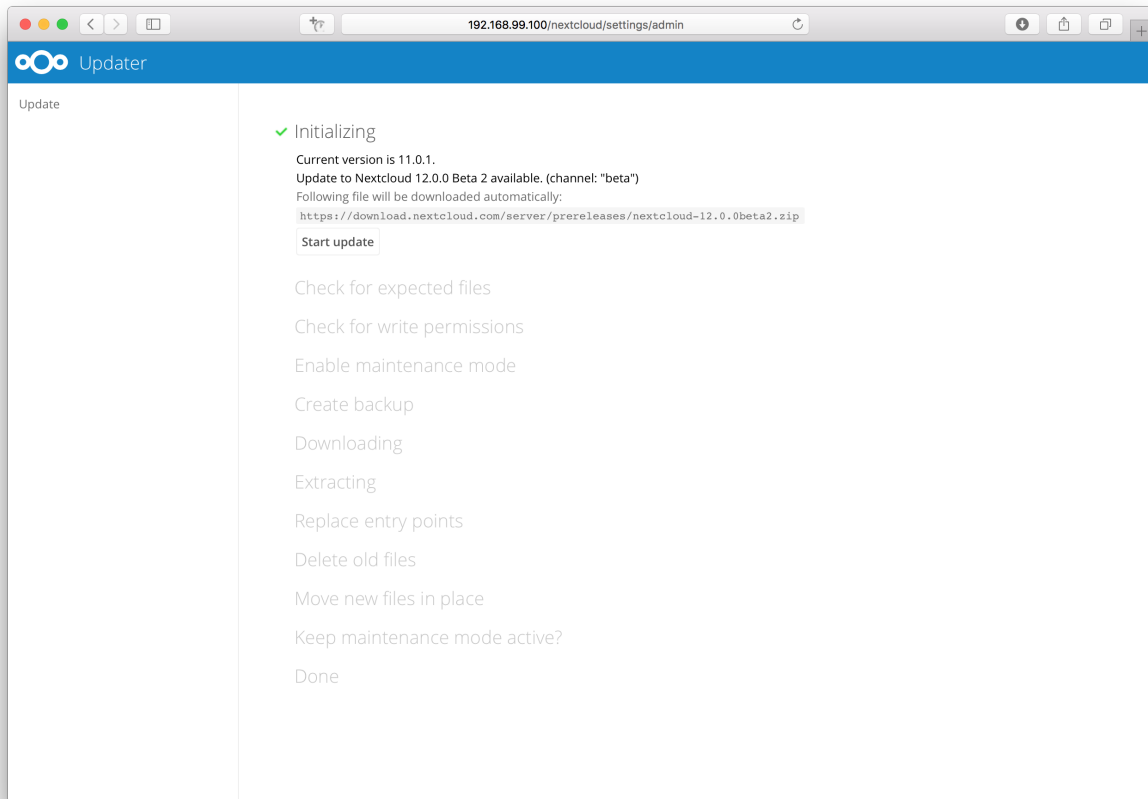 192.168.99.100/nextcloud/settings/admin
Updater
Update
Initializing
Current version is 11.0.1.
Update to Nextcloud 12.0.0 Beta 2 available. (channel: "beta")
Following file will be downloaded automatically:
https://download.nextcloud.com/server/prereleases/nextcloud-12.0.0beta2.zip
Start update
Check for expected files
Check for write permissions
Enable maintenance mode
Create backup
Downloading
Extracting
Replace entry points
Delete old files
Move new files in place
Keep maintenance mode active?
Done